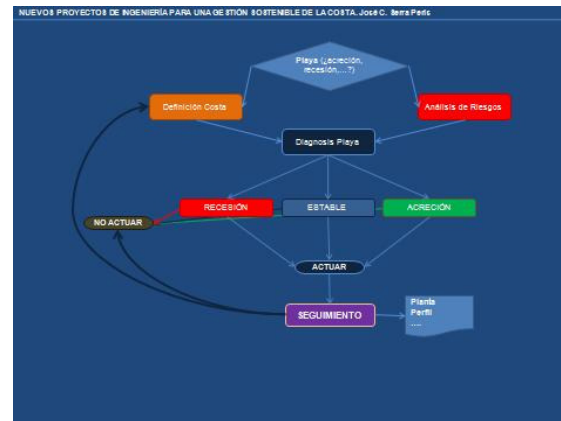 NUEVOS PROYECTOS DE INGENIERÍA PARA UNA GESTIÓN SOSTENIBLE DE LA COSTA. José C. Serra Peris
Playa (¿acreción,
recesión,...?)
Definición Costa
Análisis de Riesgos
Diagnosis Playa
RECESIÓN
ESTABLE
ACRECIÓN
NO ACTUAR
ACTUAR
SEGUIMIENTO
Planta
Perfil
....